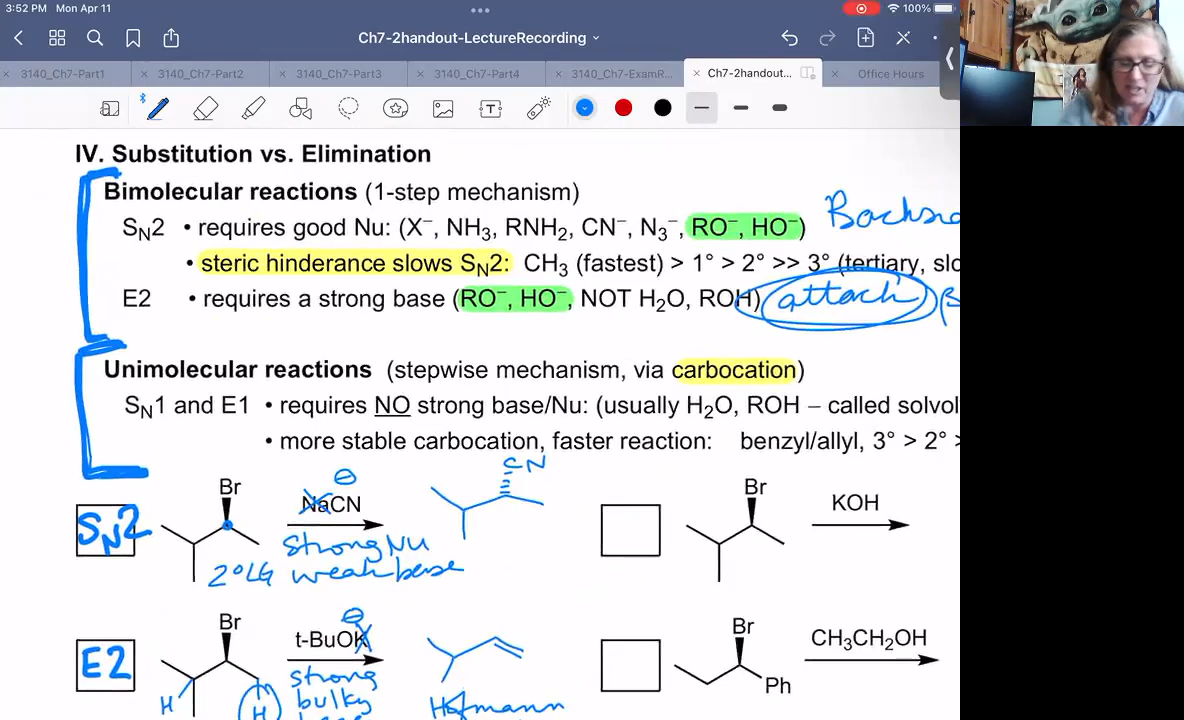 3:52 PM Mon Apr 11
100%
Ch7-2handout-LectureRecording
3140_Ch7-Part1
3140_Ch7-Part2
3140_Ch7-Part3
3140_Ch7-Part4
3140_Ch7-ExamR...
Ch7-2handout...
Office Hours
IV. Substitution vs. Elimination
Bimolecular reactions (1-step mechanism)
SN2 • requires good Nu: (X⁻, NH₃, RNH₂, CN⁻, N₃⁻, RO⁻, HO⁻)
• steric hinderance slows SN2: CH₃ (fastest) > 1° > 2° >> 3° (tertiary, slo
E2 • requires a strong base (RO⁻, HO⁻, NOT H₂O, ROH)
attach
Unimolecular reactions (stepwise mechanism, via carbocation)
SN1 and E1 • requires NO strong base/Nu: (usually H₂O, ROH – called solvol
• more stable carbocation, faster reaction: benzyl/allyl, 3° > 2° >
SN2
Br
NaCN
⊖
CN
strong Nu
weak base
2° LG
Br
KOH
E2
Br
t-BuOK
⊖
strong
bulky
H
H
Hofmann
Br
Ph
CH₃CH₂OH